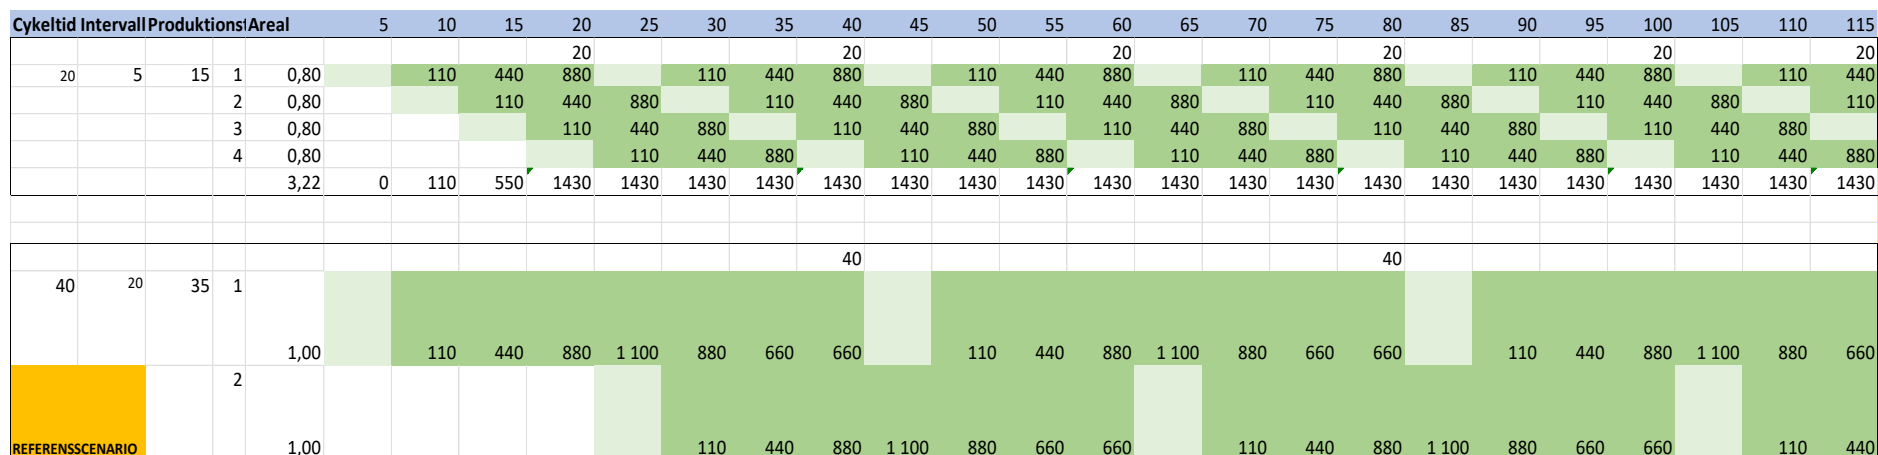 Cykeltid Intervall Produktionst Areal 5 10 15 20 25 30 35 40 45 50 55 60 65 70 75 80 85 90 95 100 105 110 115
20 20 20 20 20 20
20 5 15 1 0,80 110 440 880 110 440 880 110 440 880 110 440 880 110 440 880 110 440
2 0,80 110 440 880 110 440 880 110 440 880 110 440 880 110 440 880 110
3 0,80 110 440 880 110 440 880 110 440 880 110 440 880 110 440 880
4 0,80 110 440 880 110 440 880 110 440 880 110 440 880 110 440 880
3,22 0 110 550 1430 1430 1430 1430 1430 1430 1430 1430 1430 1430 1430 1430 1430 1430 1430 1430 1430 1430 1430 1430
40 40
40 20 35 1
1,00 110 440 880 1 100 880 660 660 110 440 880 1 100 880 660 660 110 440 880 1 100 880 660
2
REFERENSSCENARIO 1,00 110 440 880 1 100 880 660 660 110 440 880 1 100 880 660 660 110 440